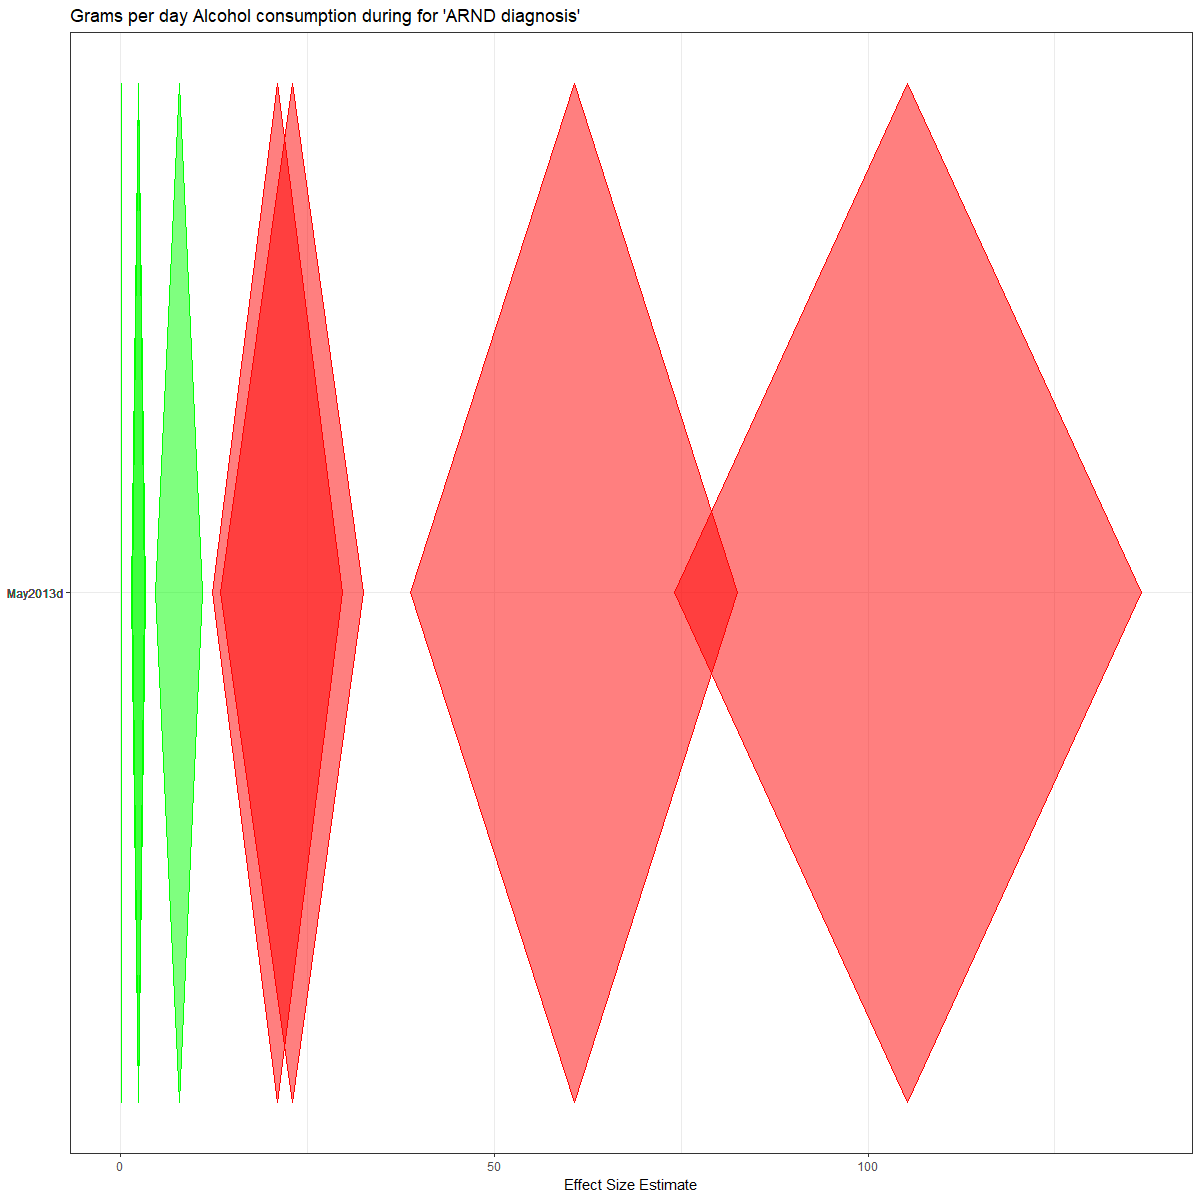 Grams per day Alcohol consumption during for 'ARND diagnosis'
May2013d
0 50 100
Effect Size Estimate